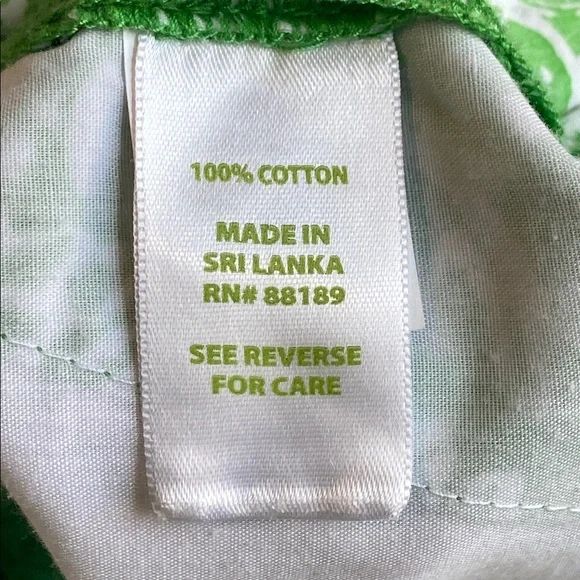 100% COTTON
MADE IN
SRI LANKA
RN# 88189
SEE REVERSE
FOR CARE